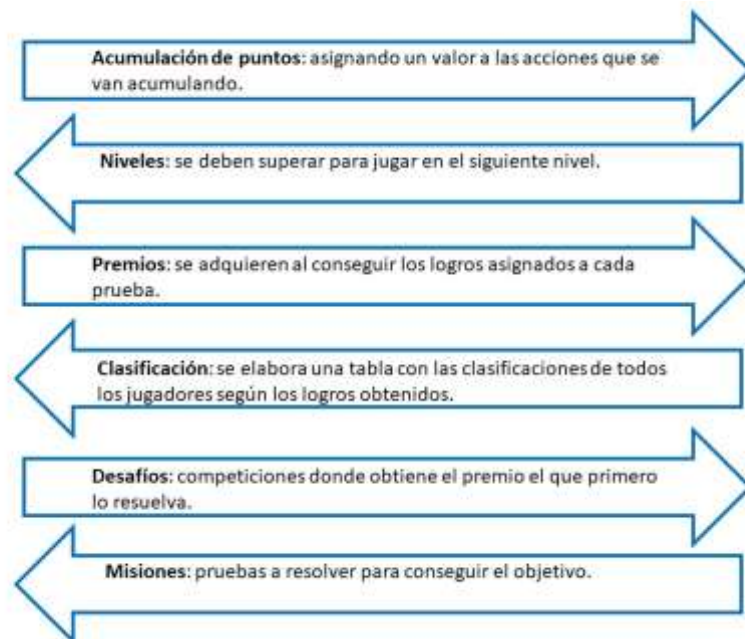 Acumulación de puntos: asignando un valor a las acciones que se
van acumulando.
Niveles: se deben superar para jugar en el siguiente nivel.
Premios: se adquieren al conseguir los logros asignados a cada
prueba.
Clasificación: se elabora una tabla con las clasificaciones de todos
los jugadores según los logros obtenidos.
Desafíos: competiciones donde obtiene el premio el que primero
lo resuelva.
Misiones: pruebas a resolver para conseguir el objetivo.